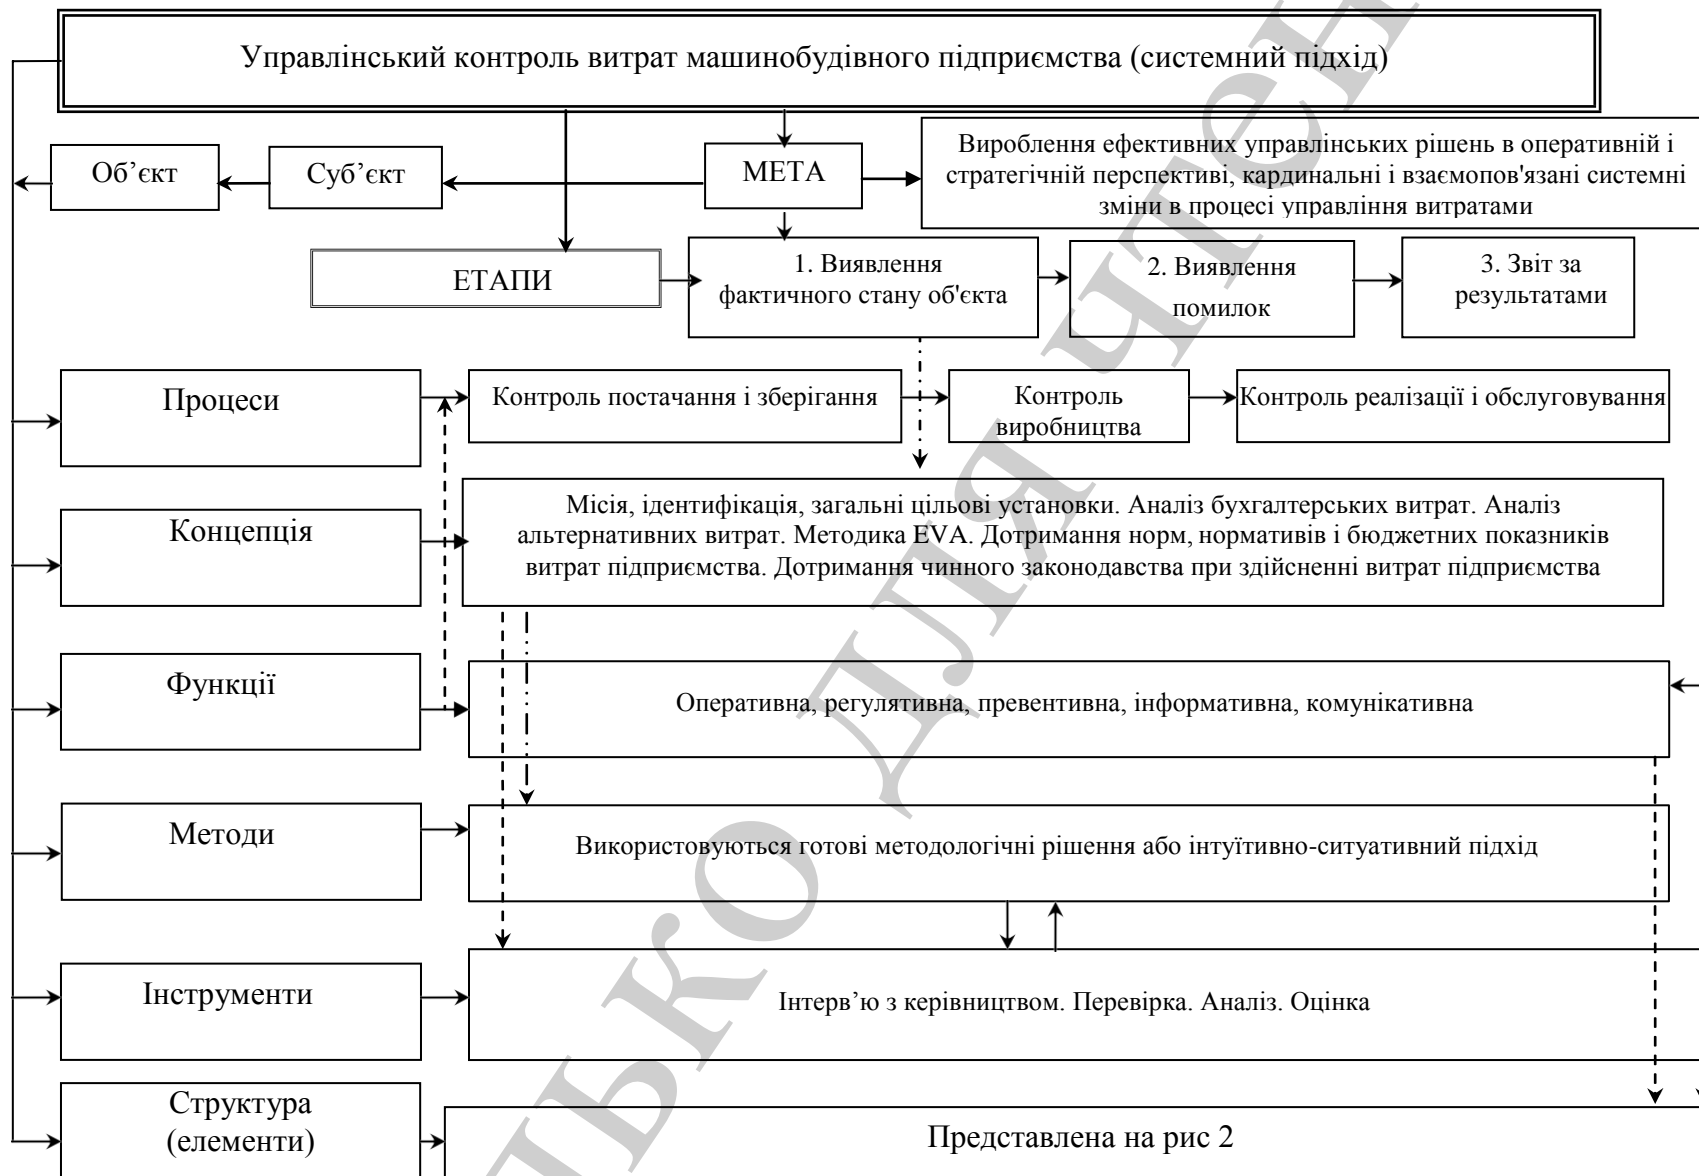 Управлінський контроль витрат машинобудівного підприємства (системний підхід)
Об’єкт
Суб’єкт
МЕТА
Вироблення ефективних управлінських рішень в оперативній і
стратегічній перспективі, кардинальні і взаємопов'язані системні
зміни в процесі управління витратами
ЕТАПИ
1. Виявлення
фактичного стану об'єкта
2. Виявлення
помилок
3. Звіт за
результатами
Процеси
Контроль постачання і зберігання
Контроль
виробництва
Контроль реалізації і обслуговування
Концепція
Місія, ідентифікація, загальні цільові установки. Аналіз бухгалтерських витрат. Аналіз
альтернативних витрат. Методика EVA. Дотримання норм, нормативів і бюджетних показників
витрат підприємства. Дотримання чинного законодавства при здійсненні витрат підприємства
Функції
Оперативна, регулятивна, превентивна, інформативна, комунікативна
Методи
Використовуються готові методологічні рішення або інтуїтивно-ситуативний підхід
Інструменти
Інтерв’ю з керівництвом. Перевірка. Аналіз. Оцінка
Структура
(елементи)
Представлена на рис 2
для